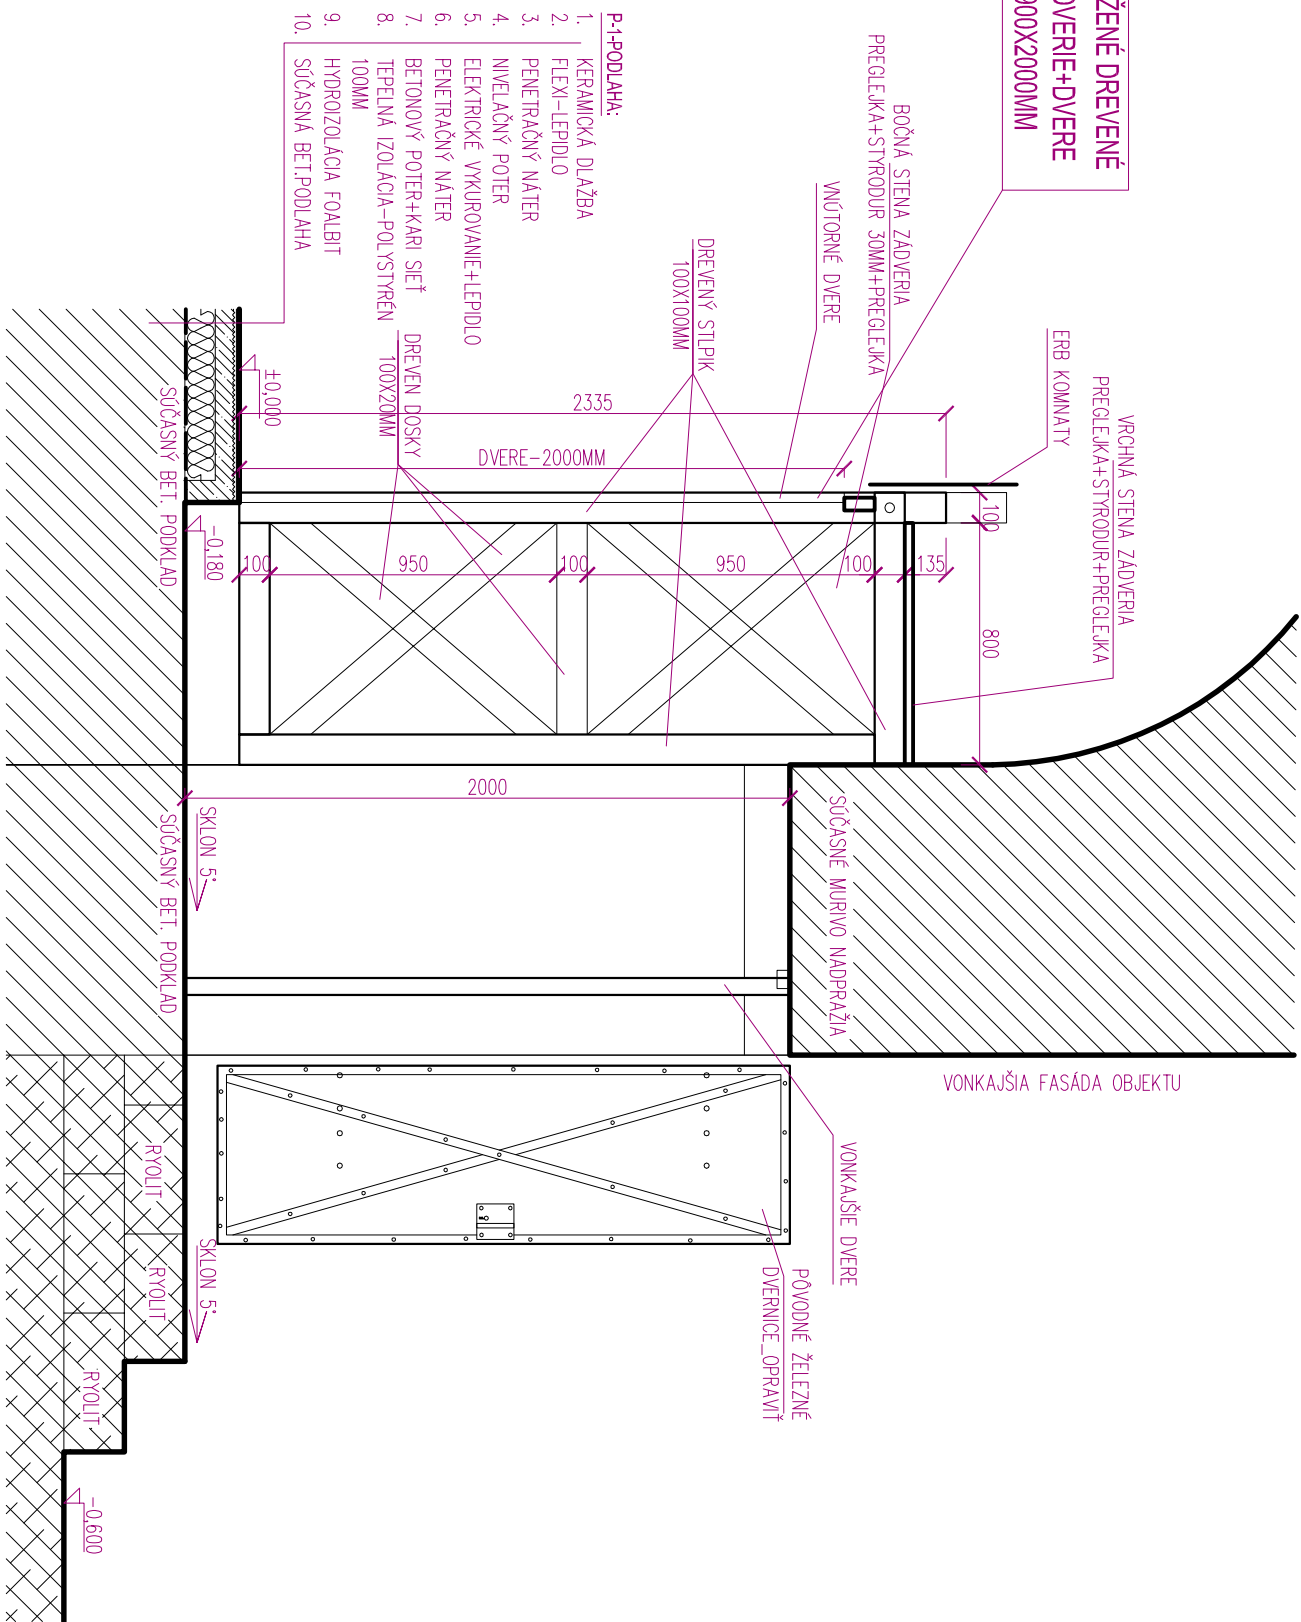 ŽENÉ DREVENÉ
DVERIE+DVERE
900X2000MM
BOČNÁ STENA ZÁDVERIA
PREGLEJKA+STYRODUR 30MM+PREGLEJKA
VNÚTORNÉ DVERE
DREVENÝ STLPIK
100X100MM
ERB KOMNATY
VRCHNÁ STENA ZÁDVERIA
PREGLEJKA+STYRODUR+PREGLEJKA
P-1-PODLAHA:
1. KERAMICKÁ DLAŽBA
2. FLEXI-LEPIDLO
3. PENETRAČNÝ NÁTER
4. NIVELAČNÝ POTER
5. ELEKTRICKÉ VYKUROVANIE+LEPIDLO
6. PENETRAČNÝ NÁTER
7. BETONOVÝ POTER+KARI SIEŤ
8. TEPELNÁ IZOLÁCIA-POLYSTYRÉN
100MM
9. HYDROIZOLÁCIA FOALBIT
10. SÚČASNÁ BET.PODLAHA
DREVEN DOSKY
100X20MM
±0,000
2335
DVERE-2000MM
-0,180
100
950
100
950
100
135
100
800
SÚČASNÝ BET. PODKLAD
2000
SKLON 5°
SÚČASNÝ BET. PODKLAD
SÚČASNÉ MURIVO NADPRAŽIA
VONKAJŠIA FASÁDA OBJEKTU
VONKAJŠIE DVERE
PÔVODNÉ ŽELEZNÉ
DVERNICE_OPRAVIŤ
RYOLIT
RYOLIT
RYOLIT
SKLON 5°
-0,600